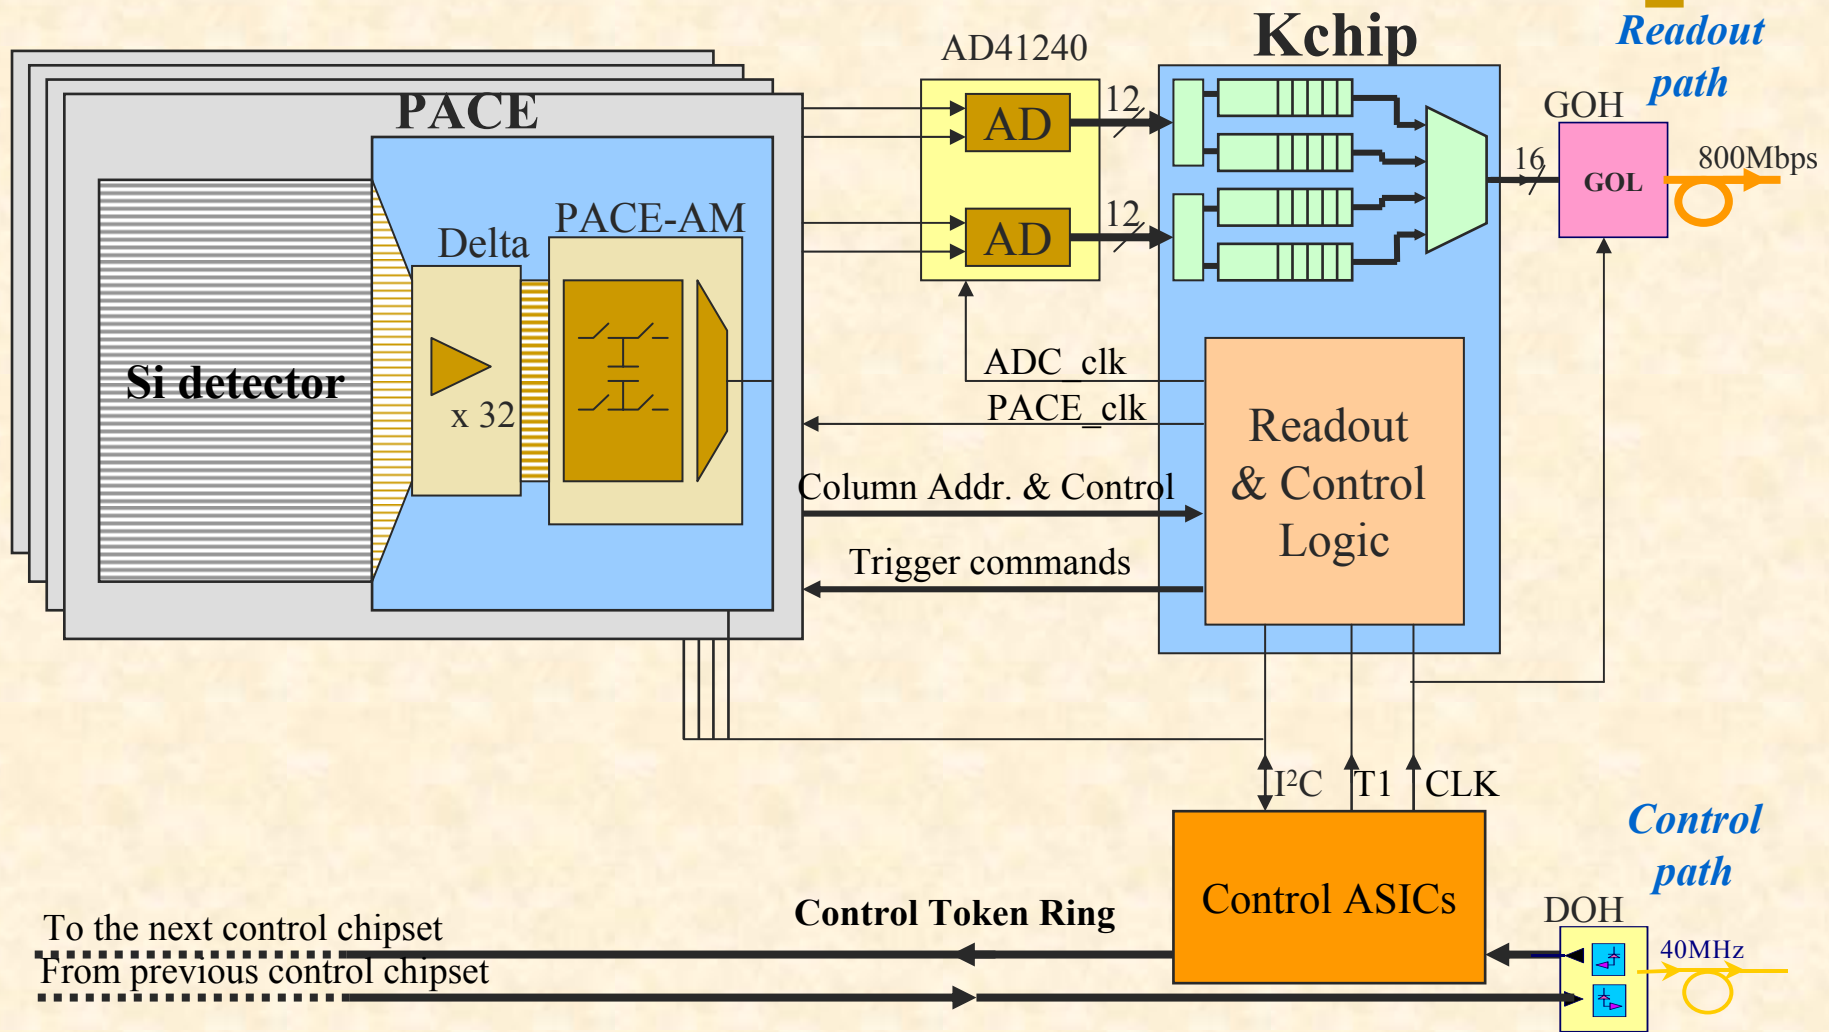 Kchip
Readout
path
AD41240
PACE
12
AD
GOH
16
GOL
800Mbps
12
AD
PACE-AM
Delta
Si detector
x 32
ADC_clk
PACE_clk
Column Addr. & Control
Trigger commands
Readout
& Control
Logic
I²C
T1
CLK
Control
path
Control ASICs
Control Token Ring
DOH
To the next control chipset
From previous control chipset
40MHz